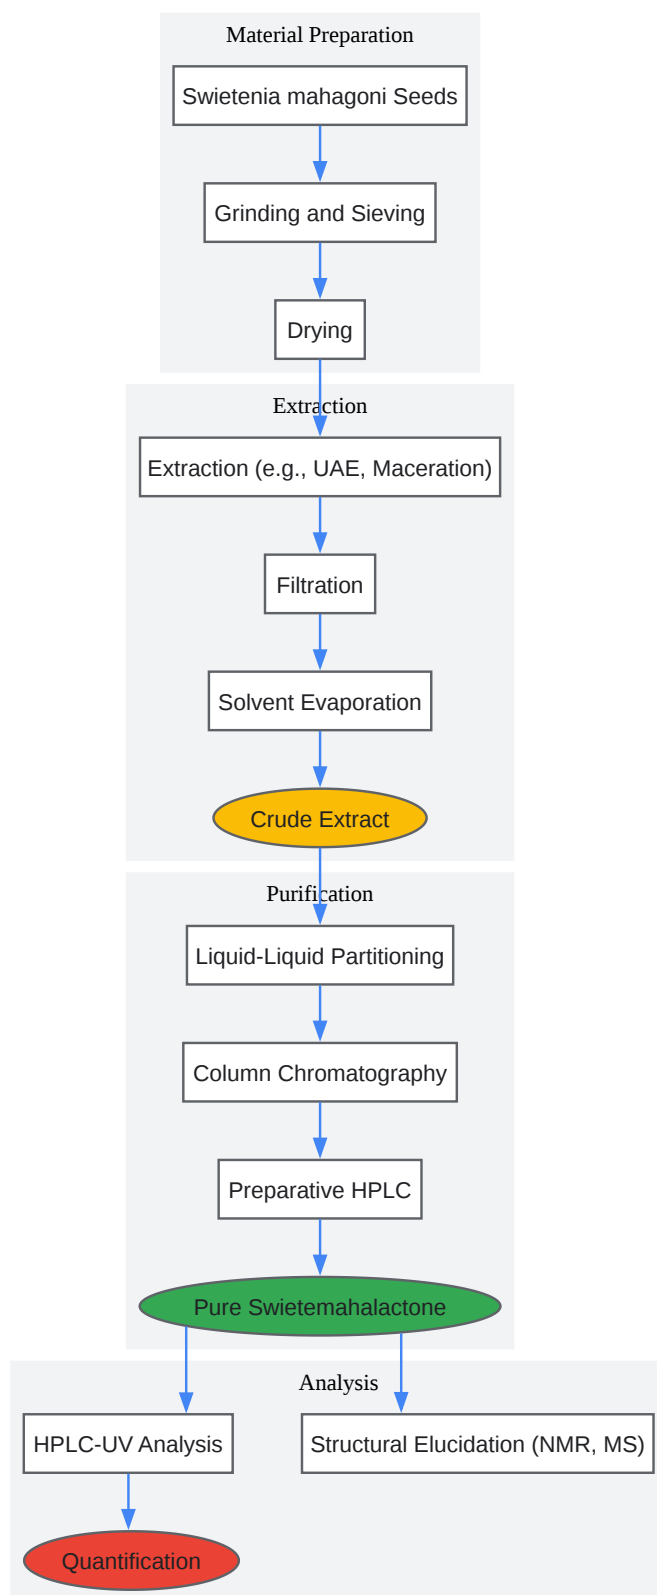 Material Preparation
Swietenia mahagoni Seeds
Grinding and Sieving
Drying
Extraction
Extraction (e.g., UAE, Maceration)
Filtration
Solvent Evaporation
Crude Extract
Purification
Liquid-Liquid Partitioning
Column Chromatography
Preparative HPLC
Pure Swietemahalactone
Analysis
HPLC-UV Analysis
Structural Elucidation (NMR, MS)
Quantification